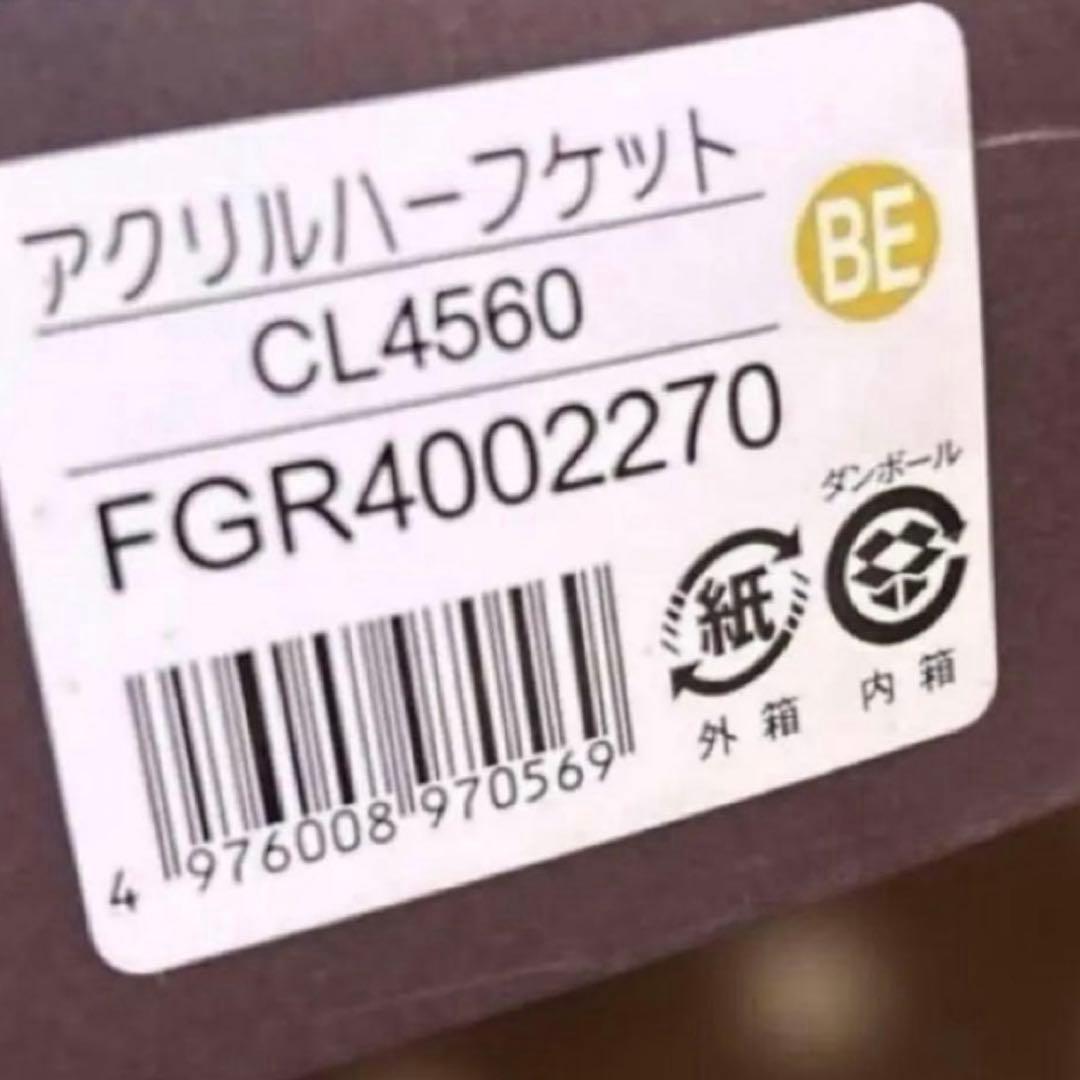 アクリルハーフケット
BE
CL4560
FGR4002270
ダンボール
紙
外箱
内箱
4 976008 970569